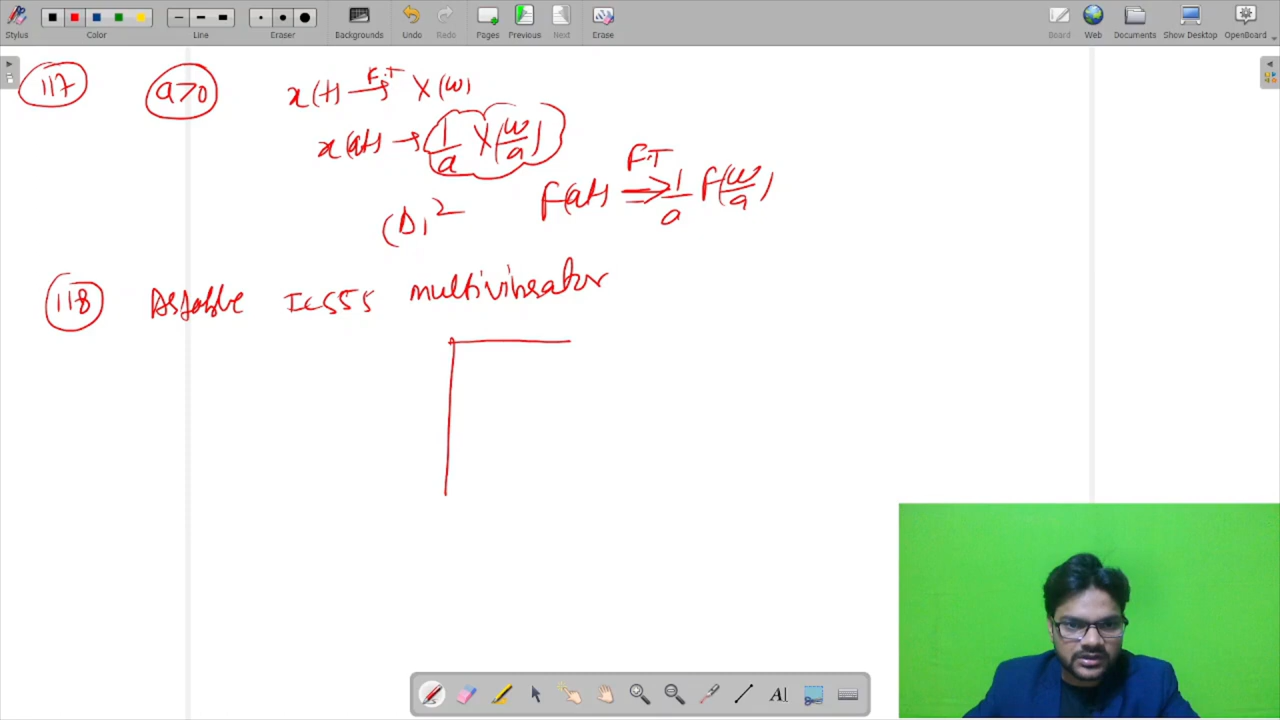 Stylus Color Line Eraser Backgrounds Undo Redo Pages Previous Next Erase Board Web Documents Show Desktop OpenBoard
117 a>0 x(t) F.T → X(ω)
x(at) → 1/a X(ω/a)
F(at) F.T ⇒ 1/a F(ω/a)
(D)2
118 Astable IC555 multivibrator
AI